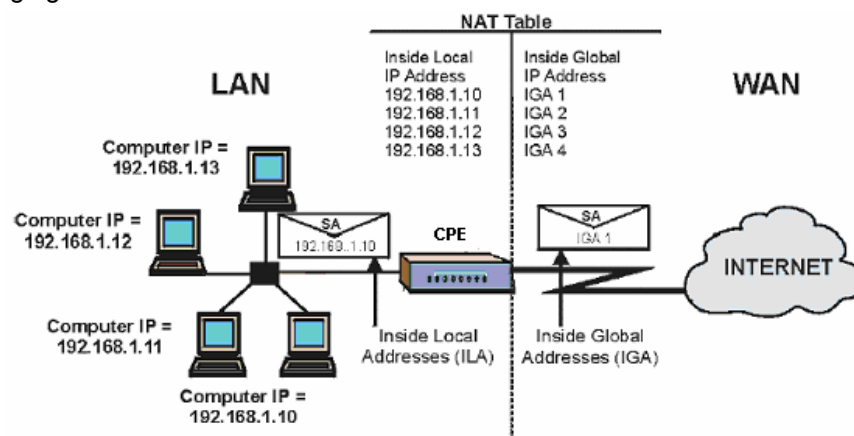 NAT Table
Inside Local
IP Address
192.168.1.10
192.168.1.11
192.168.1.12
192.168.1.13
Inside Global
IP Address
IGA 1
IGA 2
IGA 3
IGA 4
LAN
WAN
Computer IP =
192.168.1.13
Computer IP =
192.168.1.12
Computer IP =
192.168.1.11
Computer IP =
192.168.1.10
SA
192.168..1.10
CPE
SA
IGA 1
INTERNET
Inside Local
Addresses (ILA)
Inside Global
Addresses (IGA)